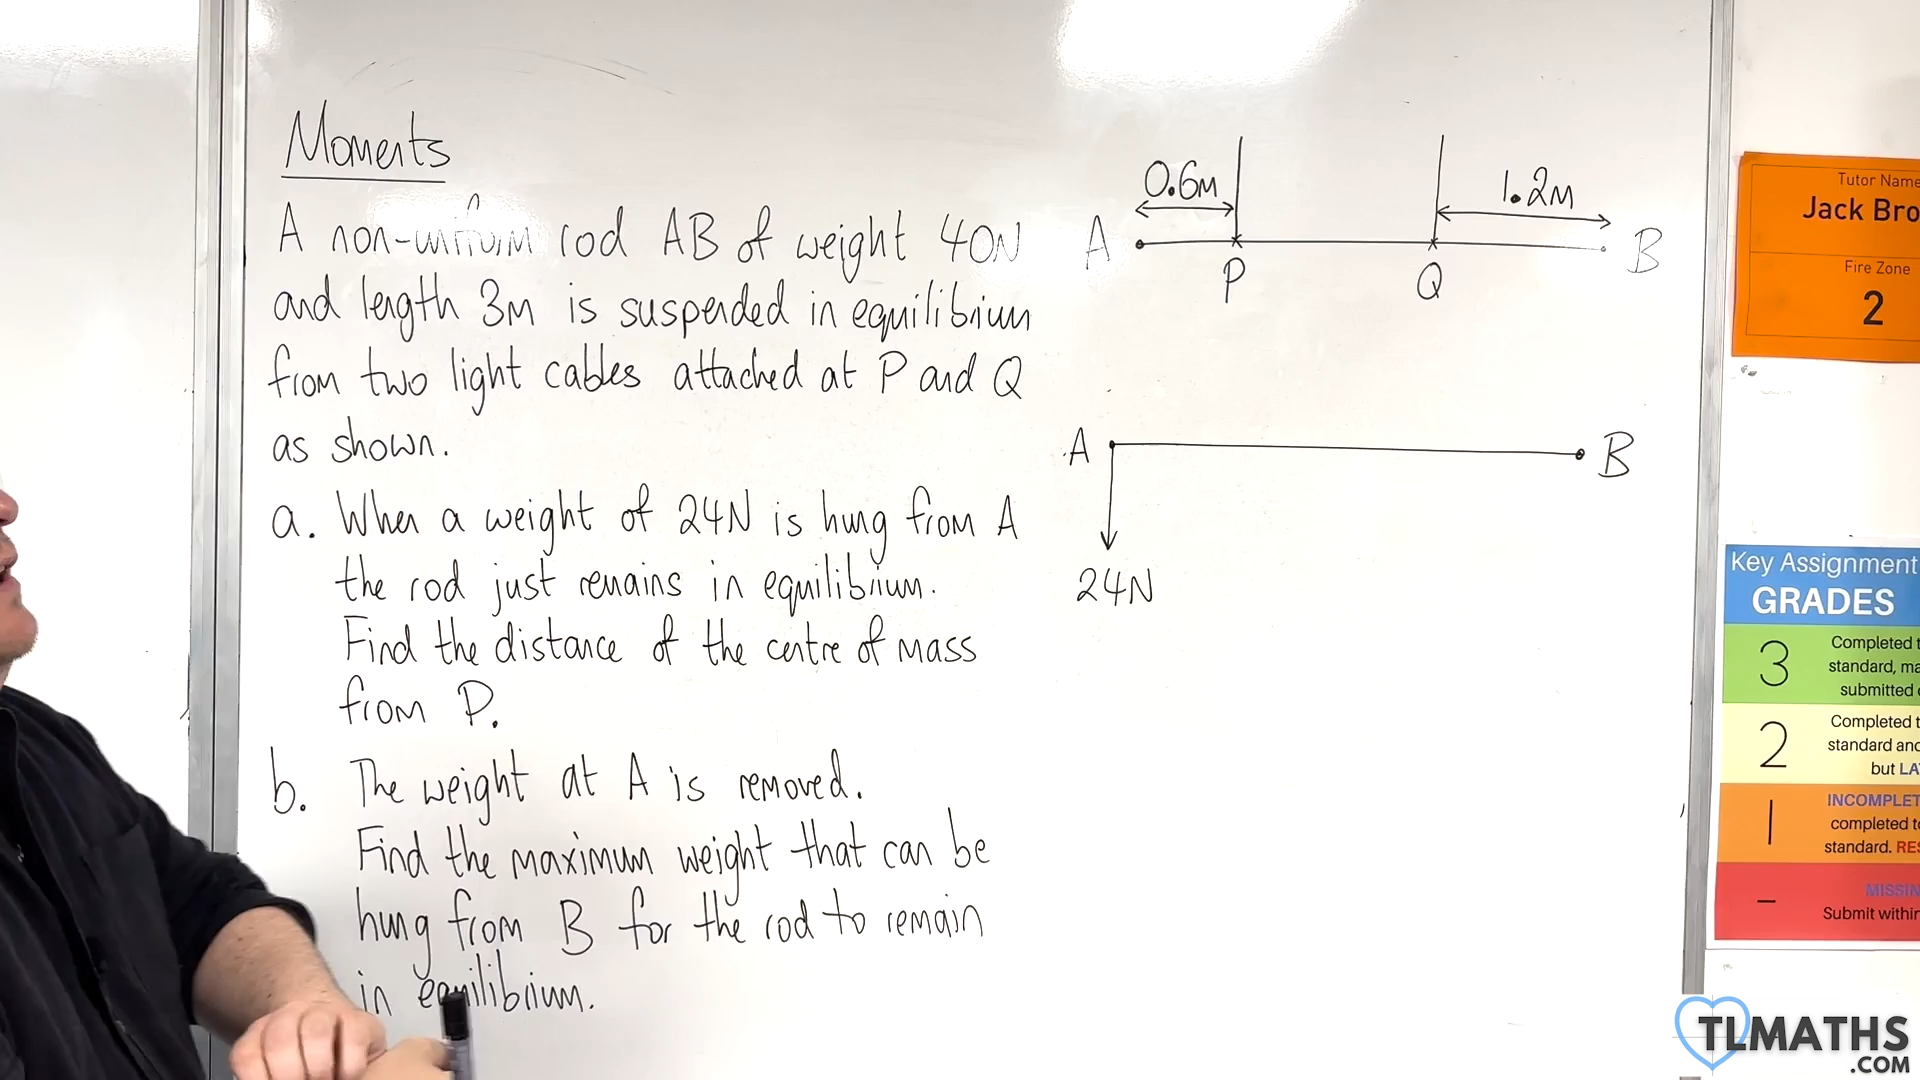 Moments
A non-uniform rod AB of weight 40N
and length 3m is suspended in equilibrium
from two light cables attached at P and Q
as shown.
a. When a weight of 24N is hung from A
the rod just remains in equilibrium.
Find the distance of the centre of mass
from P.
b. The weight at A is removed.
Find the maximum weight that can be
hung from B for the rod to remain
in equilibrium.
0.6m
1.2m
A
B
P
Q
A
B
24N
Tutor Name
Jack Bro
Fire Zone
2
Key Assignment
GRADES
3
Completed t
standard, ma
submitted
2
Completed t
standard and
but LA
1
INCOMPLET
completed to
standard. RES
-
MISSIN
Submit within
TLMATHS
.COM